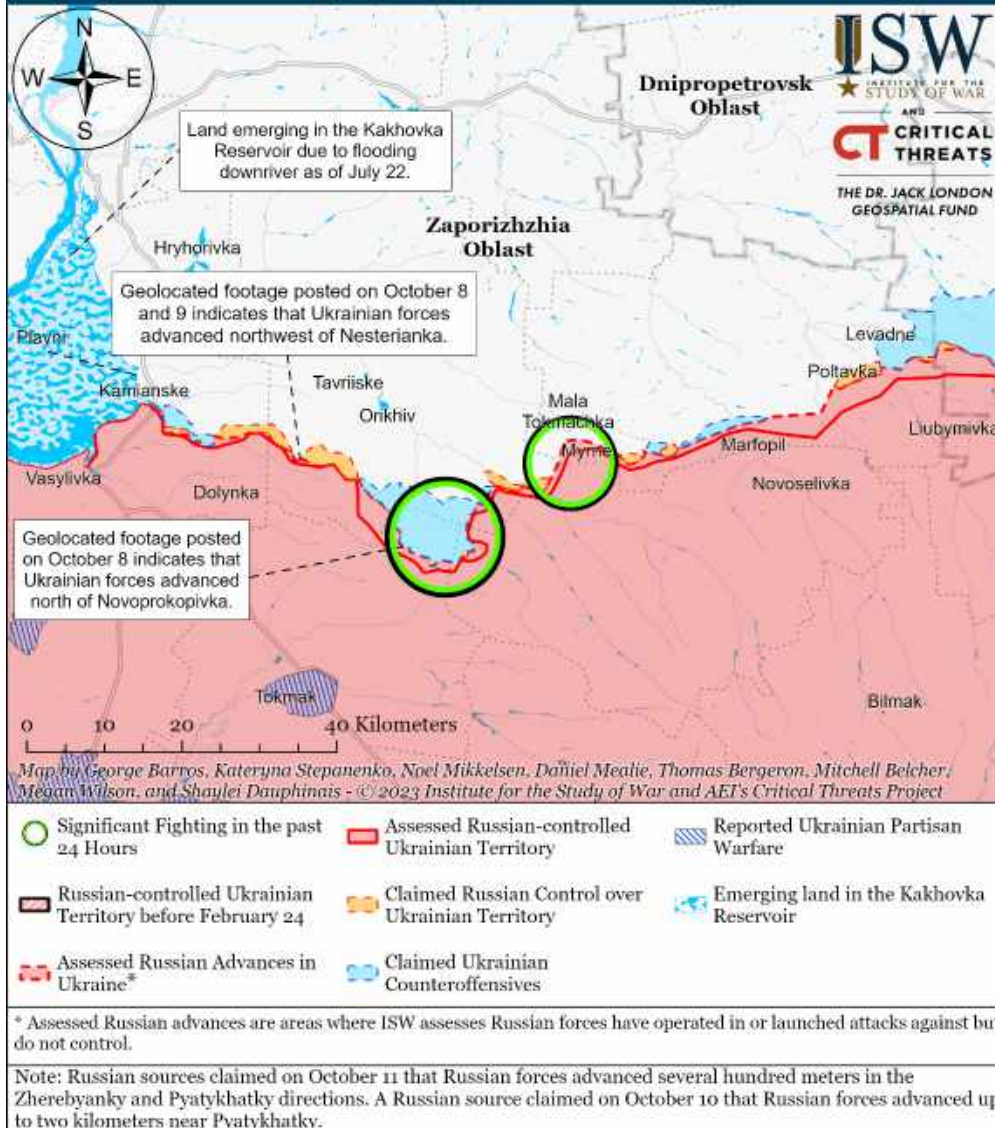 N
W E
S
ISW
INSTITUTE FOR THE
STUDY OF WAR
AND
CT CRITICAL
THREATS
THE DR. JACK LONDON
GEOSPATIAL FUND
Dnipropetrovsk
Oblast
Land emerging in the Kakhovka
Reservoir due to flooding
downriver as of July 22.
Zaporizhzhia
Oblast
Hryhorivka
Geolocated footage posted on October 8
and 9 indicates that Ukrainian forces
advanced northwest of Nesterianka.
Plavni
Levadne
Kamianske
Tavriiske
Poltavka
Orikhiv
Mala
Tokmachka
Myrne
Marfopil
Liubymivka
Vasylivka
Dolynka
Novoselivka
Geolocated footage posted
on October 8 indicates that
Ukrainian forces advanced
north of Novoprokopivka.
Tokmak
Bilmak
0 10 20 40 Kilometers
Map by George Barros, Kateryna Stepanenko, Noel Mikkelsen, Daniel Mealie, Thomas Bergeron, Mitchell Belcher,
Megan Wilson, and Shaylei Dauphinais - © 2023 Institute for the Study of War and AEI's Critical Threats Project
Significant Fighting in the past
24 Hours
Russian-controlled Ukrainian
Territory before February 24
Assessed Russian Advances in
Ukraine*
Assessed Russian-controlled
Ukrainian Territory
Claimed Russian Control over
Ukrainian Territory
Claimed Ukrainian
Counteroffensives
Reported Ukrainian Partisan
Warfare
Emerging land in the Kakhovka
Reservoir
* Assessed Russian advances are areas where ISW assesses Russian forces have operated in or launched attacks against but
do not control.
Note: Russian sources claimed on October 11 that Russian forces advanced several hundred meters in the
Zherebyanky and Pyatykhatky directions. A Russian source claimed on October 10 that Russian forces advanced up
to two kilometers near Pyatykhatky.